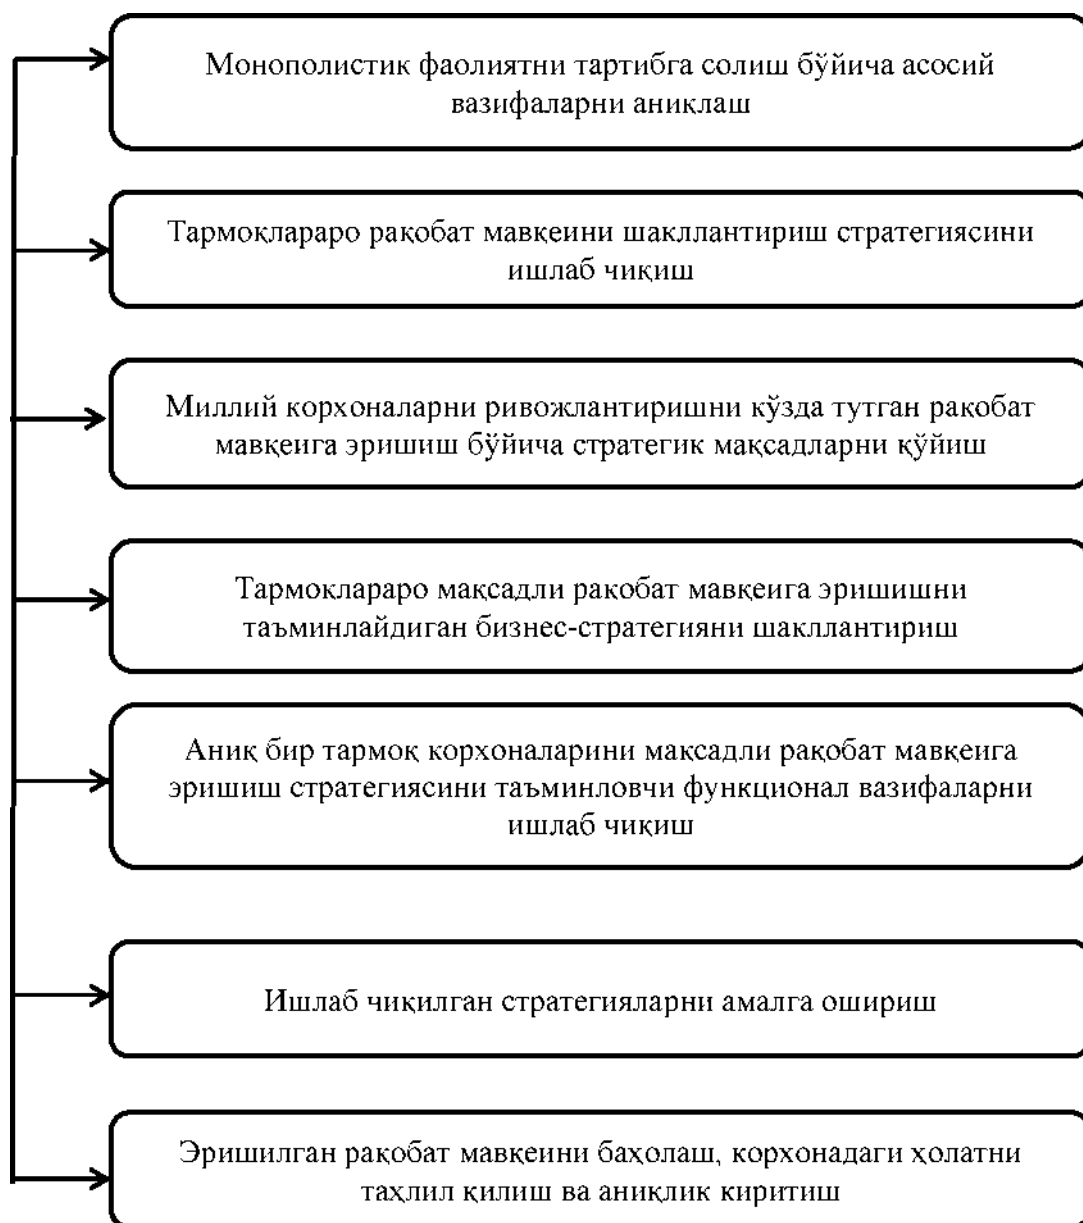 Монополистик фаолиятни тартибга солиш бўйича асосий
вазифаларни аниқлаш
Тармоқлараро рақобат мавқеини шакллантириш стратегиясини
ишлаб чиқиш
Миллий корхоналарни ривожлантиришни кўзда тутган рақобат
мавқеига эришиш бўйича стратегик мақсадларни қўйиш
Тармоқлараро мақсадли рақобат мавқеига эришишни
таъминлайдиган бизнес-стратегияни шакллантириш
Аниқ бир тармоқ корхоналарини мақсадли рақобат мавқеига
эришиш стратегиясини таъминловчи функционал вазифаларни
ишлаб чиқиш
Ишлаб чиқилган стратегияларни амалга ошириш
Эришилган рақобат мавқеини баҳолаш, корхонадаги ҳолатни
таҳлил қилиш ва аниқлик киритиш